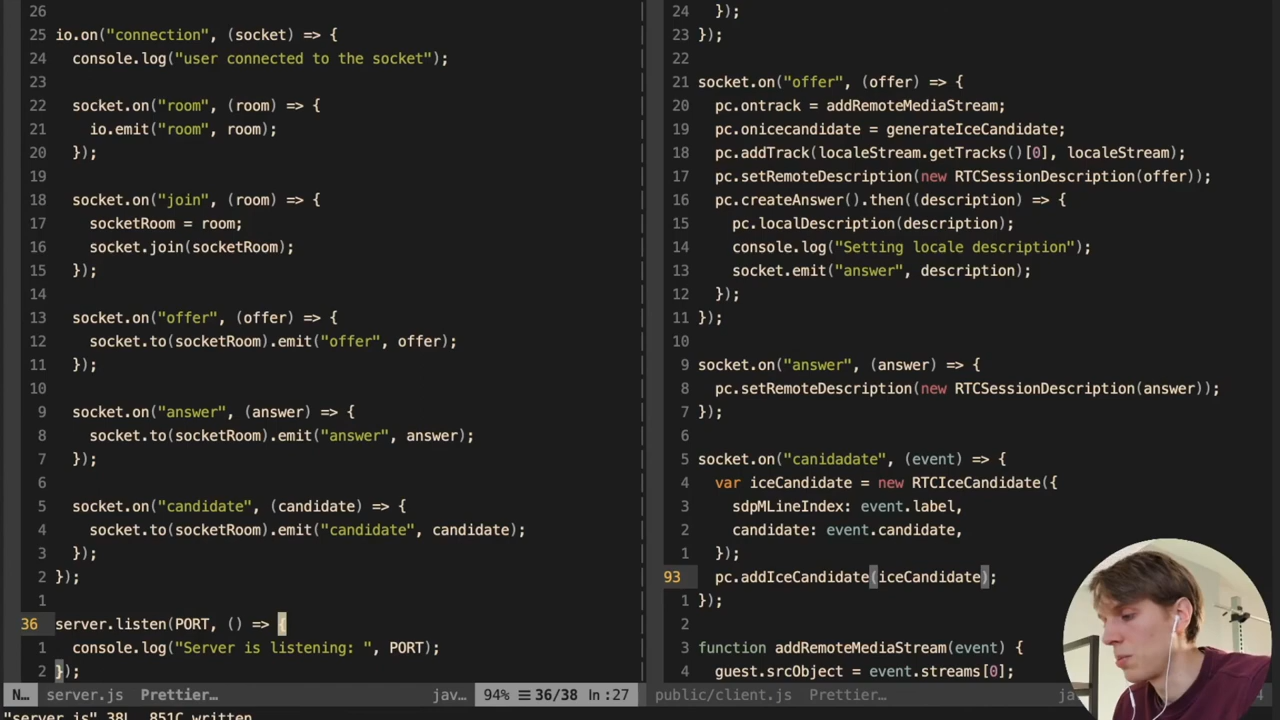 26
25 io.on("connection", (socket) => {
24 console.log("user connected to the socket");
23
22 socket.on("room", (room) => {
21 io.emit("room", room);
20 });
19
18 socket.on("join", (room) => {
17 socketRoom = room;
16 socket.join(socketRoom);
15 });
14
13 socket.on("offer", (offer) => {
12 socket.to(socketRoom).emit("offer", offer);
11 });
10
9 socket.on("answer", (answer) => {
8 socket.to(socketRoom).emit("answer", answer);
7 });
6
5 socket.on("candidate", (candidate) => {
4 socket.to(socketRoom).emit("candidate", candidate);
3 });
2 });
1
36 server.listen(PORT, () => {
1 console.log("Server is listening: ", PORT);
2 });
N… server.js Prettier… jav… 94% ☰ 36/38 ln :27
"server.js" 38L, 851C written
24 });
23 });
22
21 socket.on("offer", (offer) => {
20 pc.ontrack = addRemoteMediaStream;
19 pc.onicecandidate = generateIceCandidate;
18 pc.addTrack(localeStream.getTracks()[0], localeStream);
17 pc.setRemoteDescription(new RTCSessionDescription(offer));
16 pc.createAnswer().then((description) => {
15 pc.localDescription(description);
14 console.log("Setting locale description");
13 socket.emit("answer", description);
12 });
11 });
10
9 socket.on("answer", (answer) => {
8 pc.setRemoteDescription(new RTCSessionDescription(answer));
7 });
6
5 socket.on("canidadate", (event) => {
4 var iceCandidate = new RTCIceCandidate({
3 sdpMLineIndex: event.label,
2 candidate: event.candidate,
1 });
93 pc.addIceCandidate(iceCandidate);
1 });
2
3 function addRemoteMediaStream(event) {
4 guest.srcObject = event.streams[0];
public/client.js Prettier…